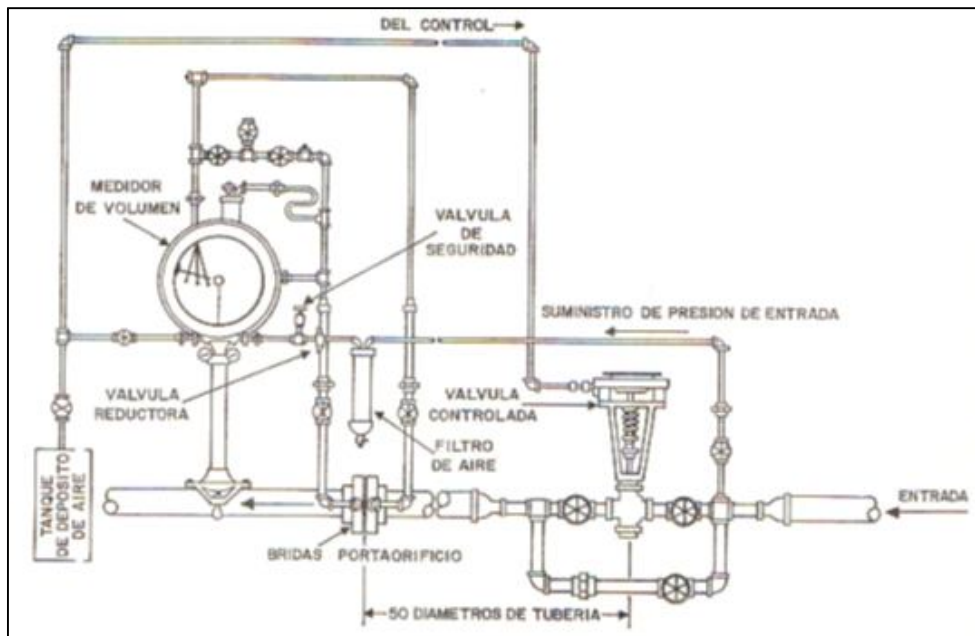 DEL CONTROL
MEDIDOR
DE VOLUMEN
VALVULA
DE
SEGURIDAD
SUMINISTRO DE PRESION DE ENTRADA
VALVULA
REDUCTORA
VALVULA
CONTROLADA
FILTRO
DE AIRE
TANQUE
DE DEPOSITO
DE AIRE
ENTRADA
BRIDAS PORTAORIFICIO
50 DIAMETROS DE TUBERIA